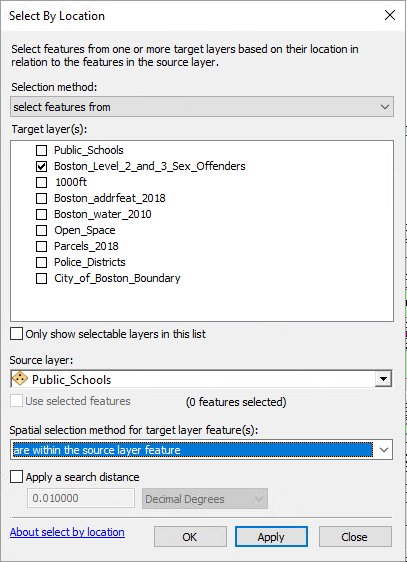 Select By Location
Select features from one or more target layers based on their location in
relation to the features in the source layer.
Selection method:
select features from
Target layer(s):
Public_Schools
Boston_Level_2_and_3_Sex_Offenders
1000ft
Boston_addrfeat_2018
Boston_water_2010
Open_Space
Parcels_2018
Police_Districts
City_of_Boston_Boundary
Only show selectable layers in this list
Source layer:
Public_Schools
Use selected features (0 features selected)
Spatial selection method for target layer feature(s):
are within the source layer feature
Apply a search distance
0.010000 Decimal Degrees
About select by location OK Apply Close